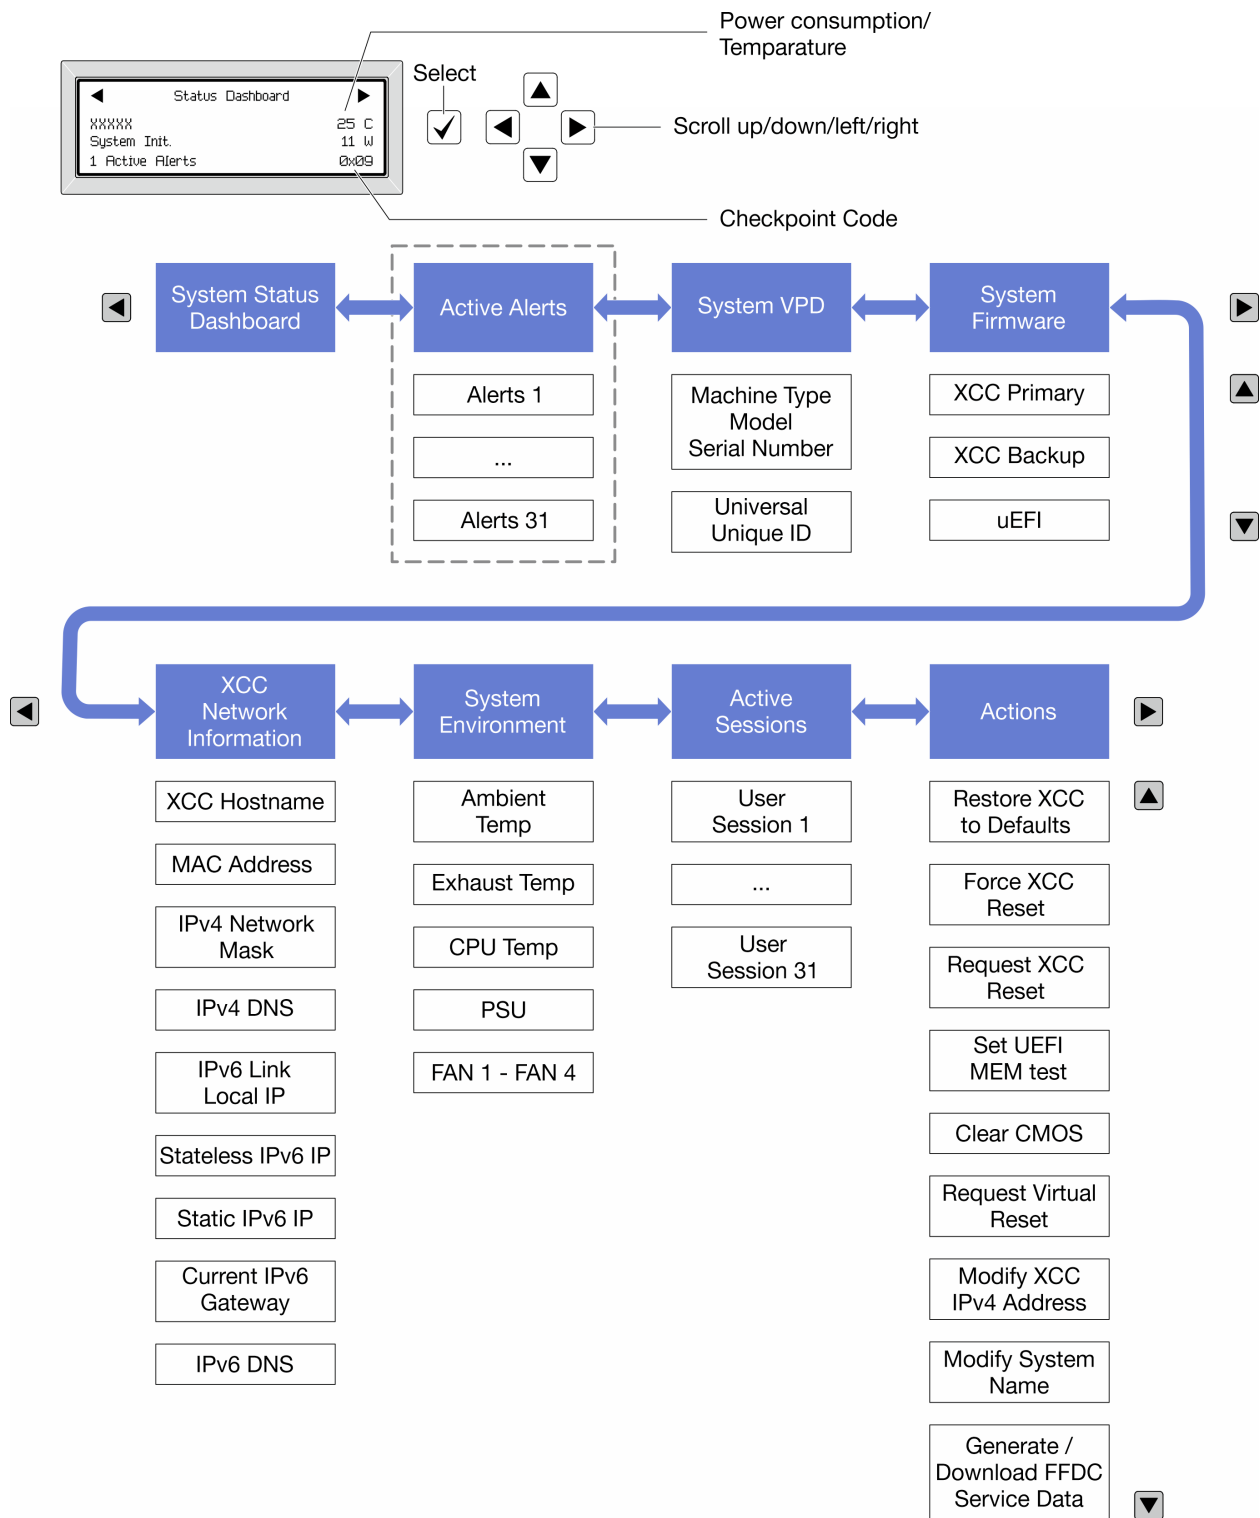 Power consumption/
Temparature
Select
Status Dashboard
XXXXX 25 C
System Init. 11 W
1 Active Alerts 0x09
Scroll up/down/left/right
Checkpoint Code
System Status
Dashboard
Active Alerts
System VPD
System
Firmware
Alerts 1
...
Alerts 31
Machine Type
Model
Serial Number
Universal
Unique ID
XCC Primary
XCC Backup
uEFI
XCC
Network
Information
System
Environment
Active
Sessions
Actions
XCC Hostname
MAC Address
IPv4 Network
Mask
IPv4 DNS
IPv6 Link
Local IP
Stateless IPv6 IP
Static IPv6 IP
Current IPv6
Gateway
IPv6 DNS
Ambient
Temp
Exhaust Temp
CPU Temp
PSU
FAN 1 - FAN 4
User
Session 1
...
User
Session 31
Restore XCC
to Defaults
Force XCC
Reset
Request XCC
Reset
Set UEFI
MEM test
Clear CMOS
Request Virtual
Reset
Modify XCC
IPv4 Address
Modify System
Name
Generate /
Download FFDC
Service Data